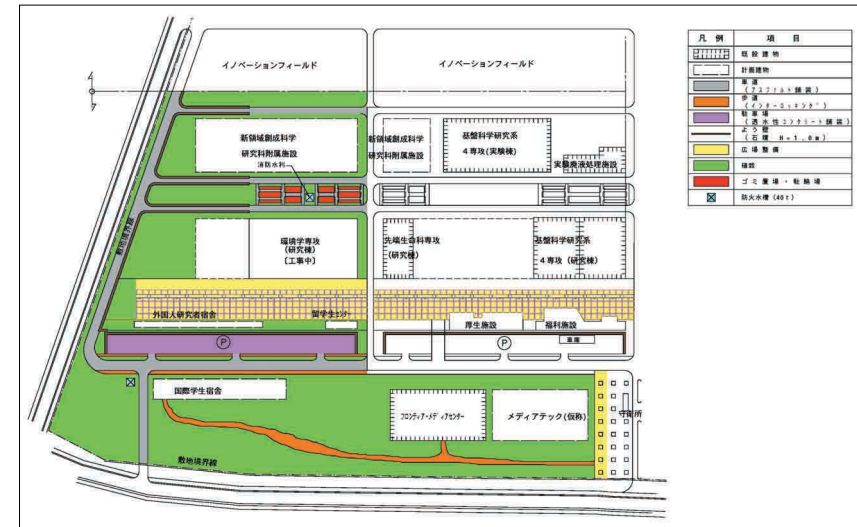 イノベーションフィールド
イノベーションフィールド
新領域創成科学
研究科附属施設
消防水利
新領域創成科学
研究科附属施設
基盤科学研究系
4専攻(実験棟)
実験廃液処理施設
敷地境界線
環境学専攻
(研究棟)
〔工事中〕
先端生命科専攻
(研究棟)
基盤科学研究系
4専攻(研究棟)
外国人研究者宿舎
留学生センター
厚生施設
福利施設
P
P
車庫
国際学生宿舎
フロンティア・メディアセンター
メディアテック(仮称)
守衛所
敷地境界線
凡 例 項 目
既設建物
計画建物
車道
(アスファルト舗装)
歩道
(インターロッキング)
駐車場
(透水性コンクリート舗装)
よう壁
(石積 H=1.0m)
広場整備
植栽
ゴミ置場・駐輪場
防火水槽(40t)